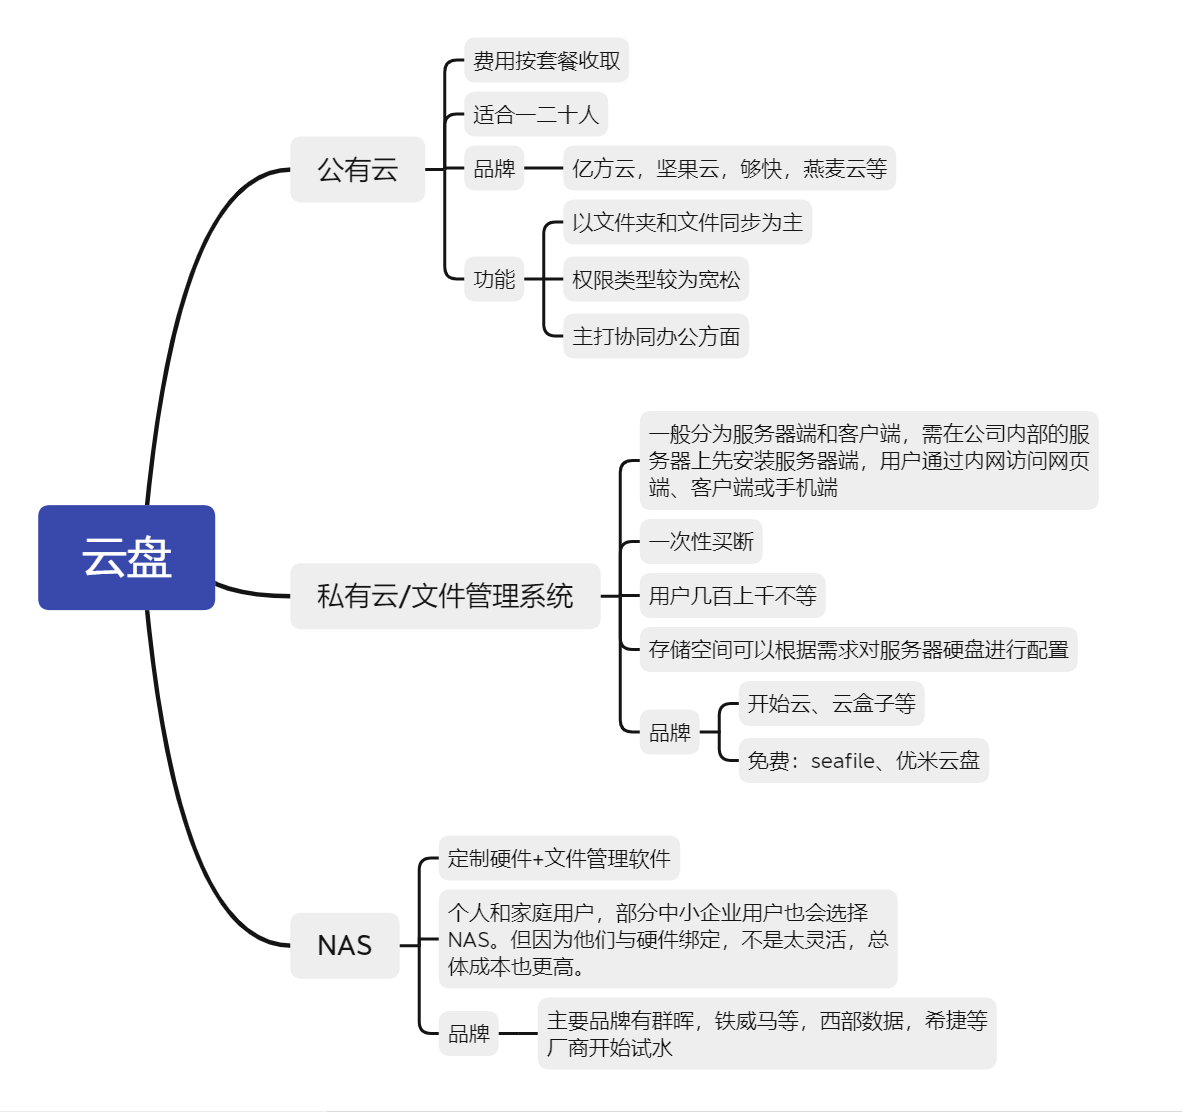 云盘
公有云
费用按套餐收取
适合一二十人
品牌
亿方云，坚果云，够快，燕麦云等
功能
以文件夹和文件同步为主
权限类型较为宽松
主打协同办公方面
私有云/文件管理系统
一般分为服务器端和客户端，需在公司内部的服
务器上先安装服务器端，用户通过内网访问网页
端、客户端或手机端
一次性买断
用户几百上千不等
存储空间可以根据需求对服务器硬盘进行配置
品牌
开始云、云盒子等
免费：seafile、优米云盘
NAS
定制硬件+文件管理软件
个人和家庭用户，部分中小企业用户也会选择
NAS。但因为他们与硬件绑定，不是太灵活，总
体成本也更高。
品牌
主要品牌有群晖，铁威马等，西部数据，希捷等
厂商开始试水